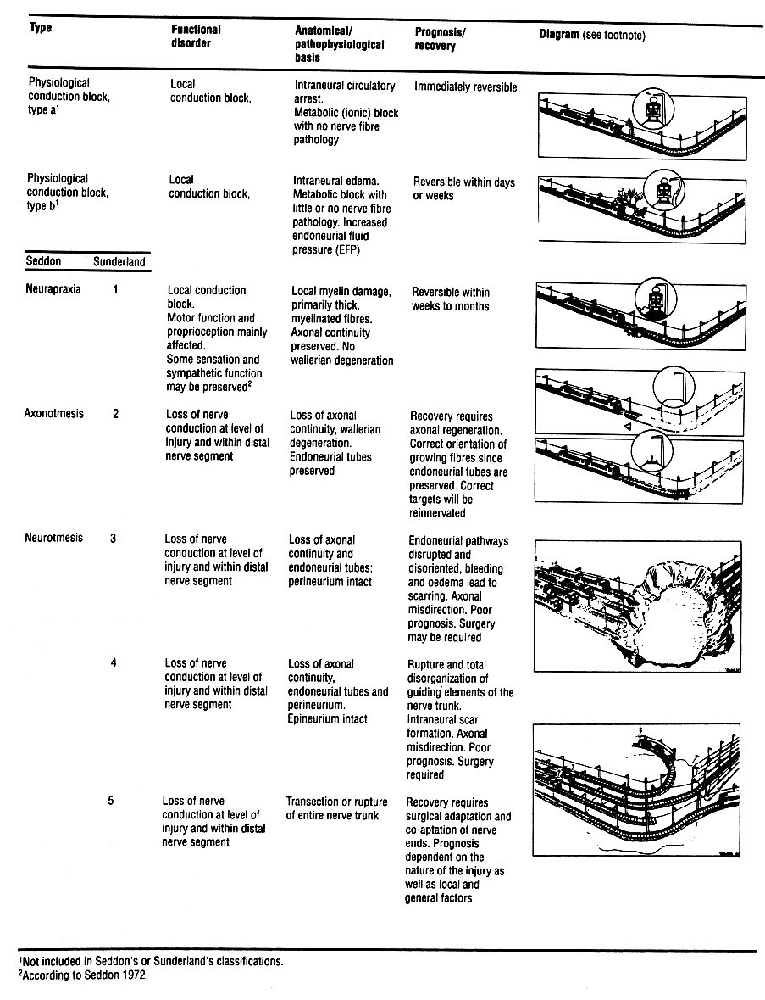 Type
Functional
disorder
Anatomical/
pathophysiological
basis
Prognosis/
recovery
Diagram (see footnote)
Physiological
conduction block,
type a¹
Local
conduction block,
Intraneural circulatory
arrest.
Metabolic (ionic) block
with no nerve fibre
pathology
Immediately reversible
Physiological
conduction block,
type b¹
Local
conduction block,
Intraneural edema.
Metabolic block with
little or no nerve fibre
pathology. Increased
endoneurial fluid
pressure (EFP)
Reversible within days
or weeks
Seddon Sunderland
Neurapraxia 1
Local conduction
block.
Motor function and
proprioception mainly
affected.
Some sensation and
sympathetic function
may be preserved²
Local myelin damage,
primarily thick,
myelinated fibres.
Axonal continuity
preserved. No
wallerian degeneration
Reversible within
weeks to months
Axonotmesis 2
Loss of nerve
conduction at level of
injury and within distal
nerve segment
Loss of axonal
continuity, wallerian
degeneration.
Endoneurial tubes
preserved
Recovery requires
axonal regeneration.
Correct orientation of
growing fibres since
endoneurial tubes are
preserved. Correct
targets will be
reinnervated
Neurotmesis 3
Loss of nerve
conduction at level of
injury and within distal
nerve segment
Loss of axonal
continuity and
endoneurial tubes;
perineurium intact
Endoneurial pathways
disrupted and
disoriented, bleeding
and oedema lead to
scarring. Axonal
misdirection. Poor
prognosis. Surgery
may be required
4
Loss of nerve
conduction at level of
injury and within distal
nerve segment
Loss of axonal
continuity,
endoneurial tubes and
perineurium.
Epineurium intact
Rupture and total
disorganization of
guiding elements of the
nerve trunk.
Intraneural scar
formation. Axonal
misdirection. Poor
prognosis. Surgery
required
5
Loss of nerve
conduction at level of
injury and within distal
nerve segment
Transection or rupture
of entire nerve trunk
Recovery requires
surgical adaptation and
co-aptation of nerve
ends. Prognosis
dependent on the
nature of the injury as
well as local and
general factors
¹Not included in Seddon's or Sunderland's classifications.
²According to Seddon 1972.